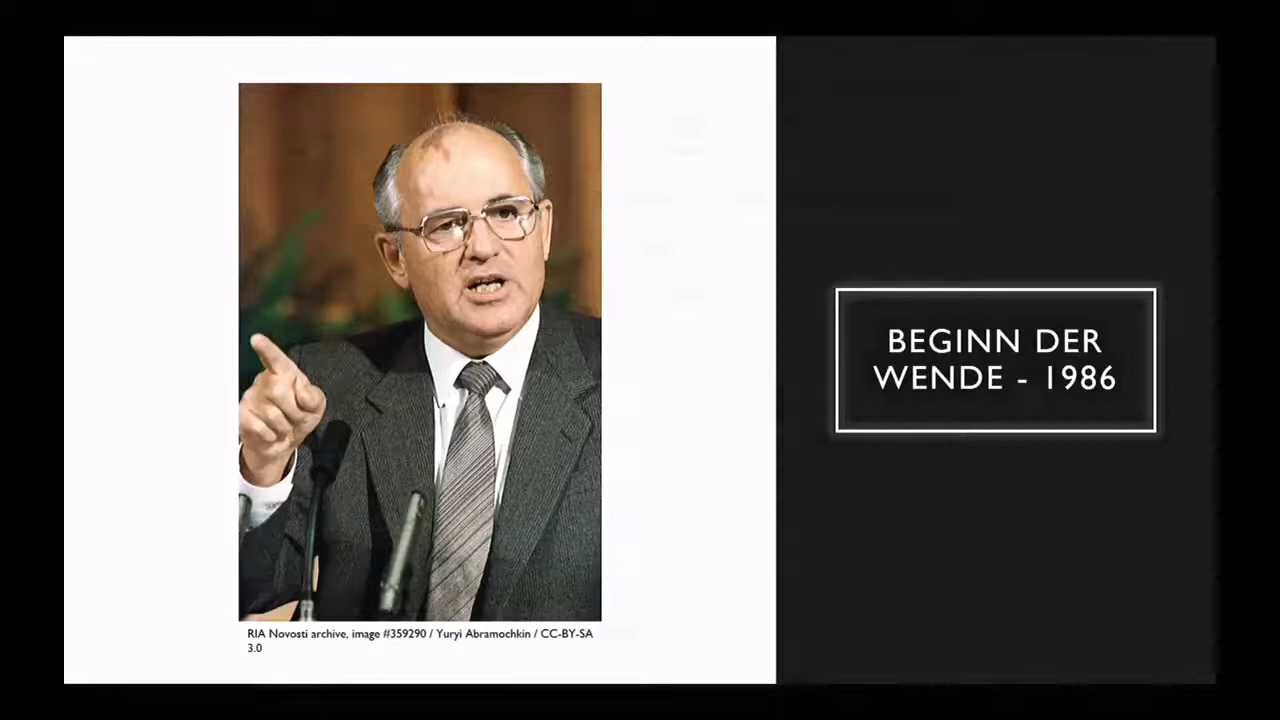 BEGINN DER
WENDE - 1986
RIA Novosti archive, image #359290 / Yuryi Abramochkin / CC-BY-SA
3.0